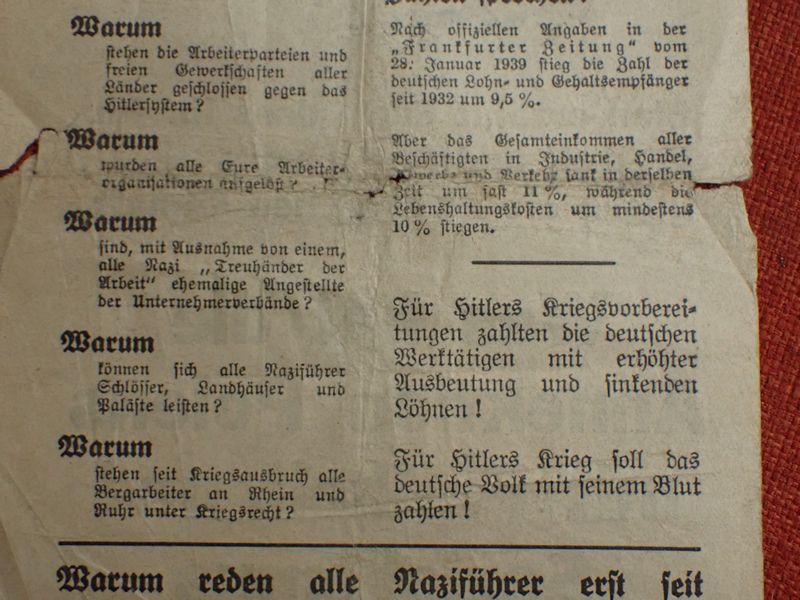 Warum
stehen die Arbeiterparteien und
freien Gewerkschaften aller
Länder geschlossen gegen das
Hitlersystem?
Warum
wurden alle Eure Arbeiter-
organisationen aufgelöst?
Warum
sind, mit Ausnahme von einem,
alle Nazi „Treuhänder der
Arbeit“ ehemalige Angestellte
der Unternehmerverbände?
Warum
können sich alle Naziführer
Schlösser, Landhäuser und
Paläste leisten?
Warum
stehen seit Kriegsausbruch alle
Bergarbeiter an Rhein und
Ruhr unter Kriegsrecht?
Nach offiziellen Angaben in der
„Frankfurter Zeitung“ vom
28. Januar 1939 stieg die Zahl der
deutschen Lohn- und Gehaltsempfänger
seit 1932 um 9,5 %.
Aber das Gesamteinkommen aller
Beschäftigten in Industrie, Handel,
Gewerbe und Verkehr sank in derselben
Zeit um fast 11 %, während die
Lebenshaltungskosten um mindestens
10 % stiegen.
Für Hitlers Kriegsvorberei-
tungen zahlten die deutschen
Werktätigen mit erhöhter
Ausbeutung und sinkenden
Löhnen!
Für Hitlers Krieg soll das
deutsche Volk mit seinem Blut
zahlen!
Warum reden alle Naziführer erst seit